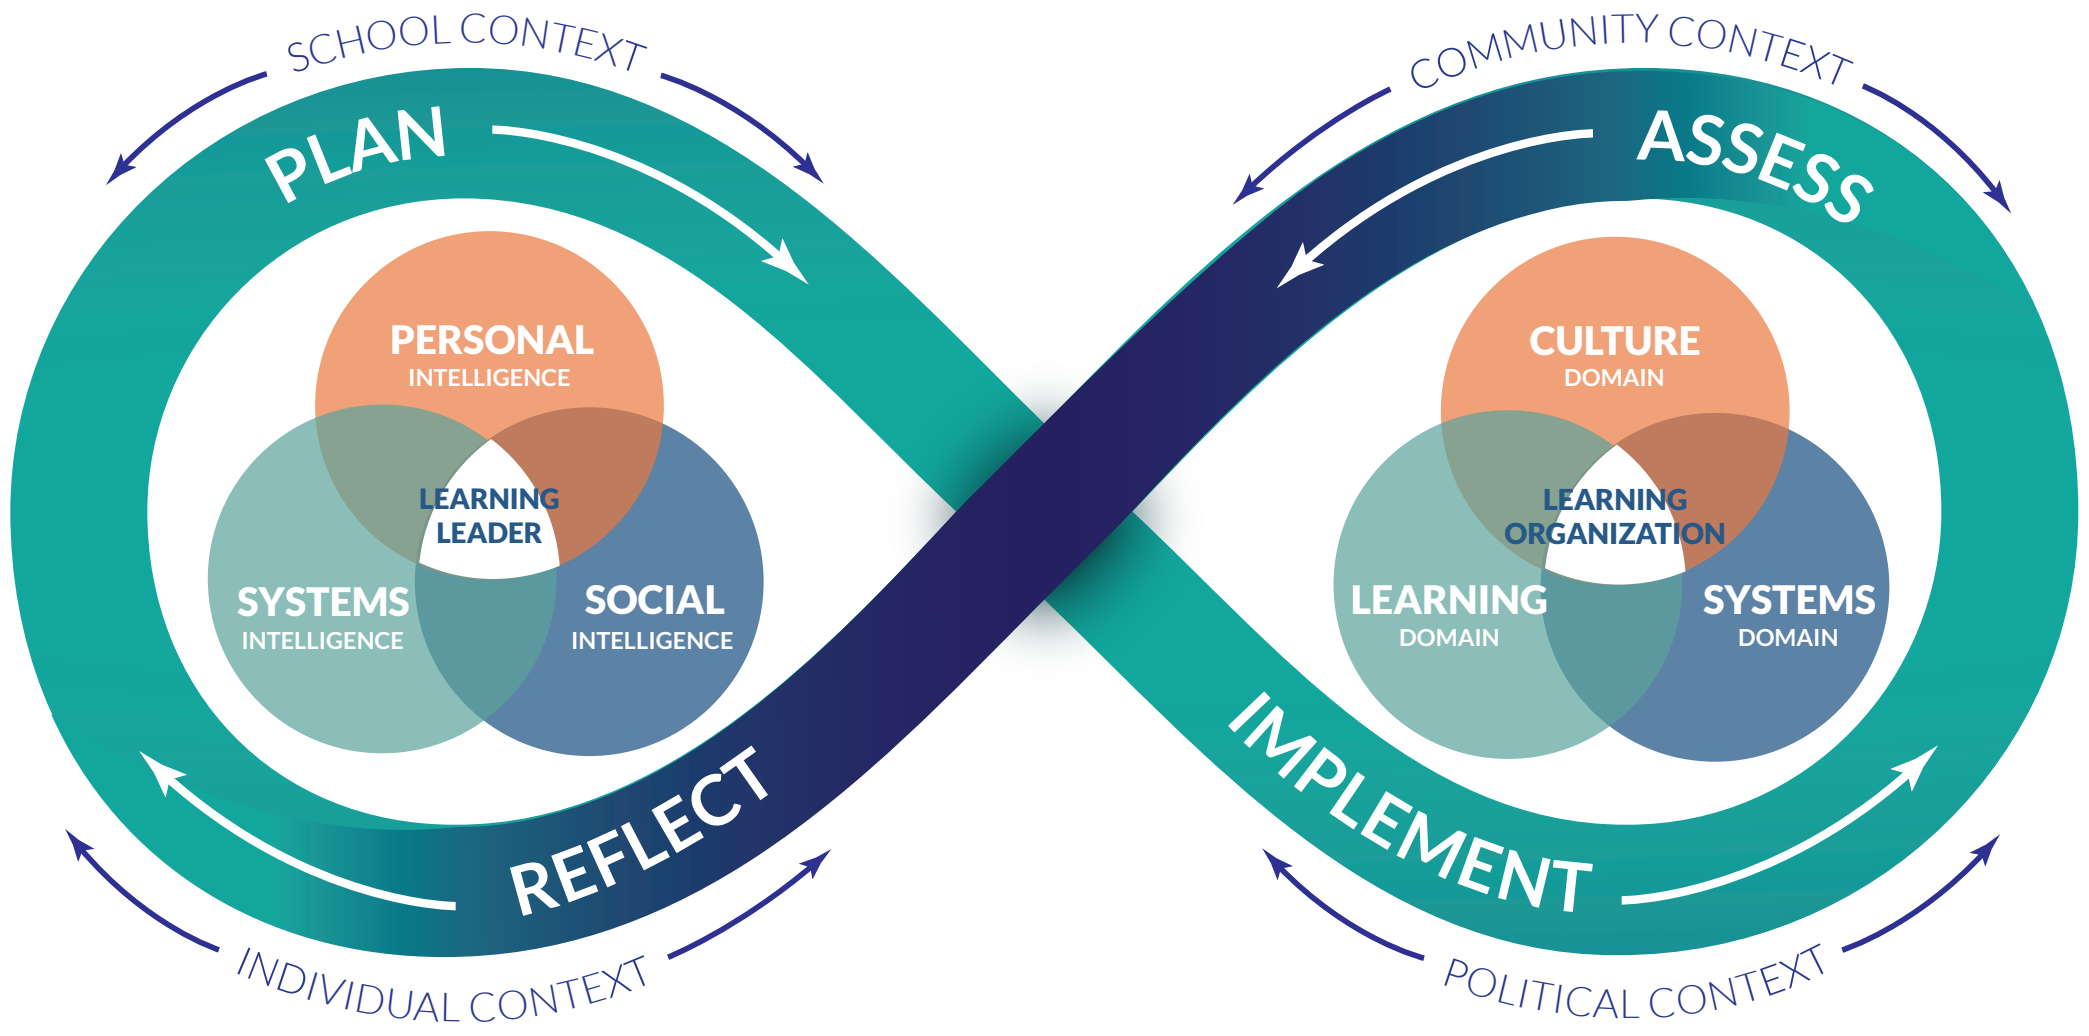 SCHOOL CONTEXT
COMMUNITY CONTEXT
PLAN
ASSESS
PERSONAL
INTELLIGENCE
LEARNING
LEADER
SYSTEMS
INTELLIGENCE
SOCIAL
INTELLIGENCE
CULTURE
DOMAIN
LEARNING
ORGANIZATION
LEARNING
DOMAIN
SYSTEMS
DOMAIN
REFLECT
IMPLEMENT
INDIVIDUAL CONTEXT
POLITICAL CONTEXT